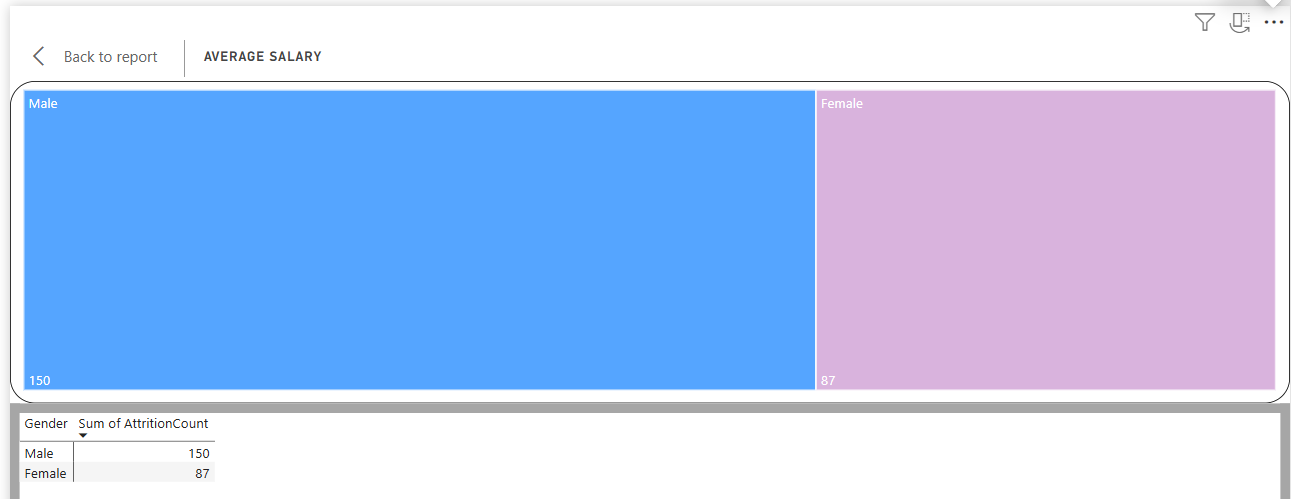 Back to report
AVERAGE SALARY
Male
Female
150
87
Gender Sum of AttritionCount
Male 150
Female 87